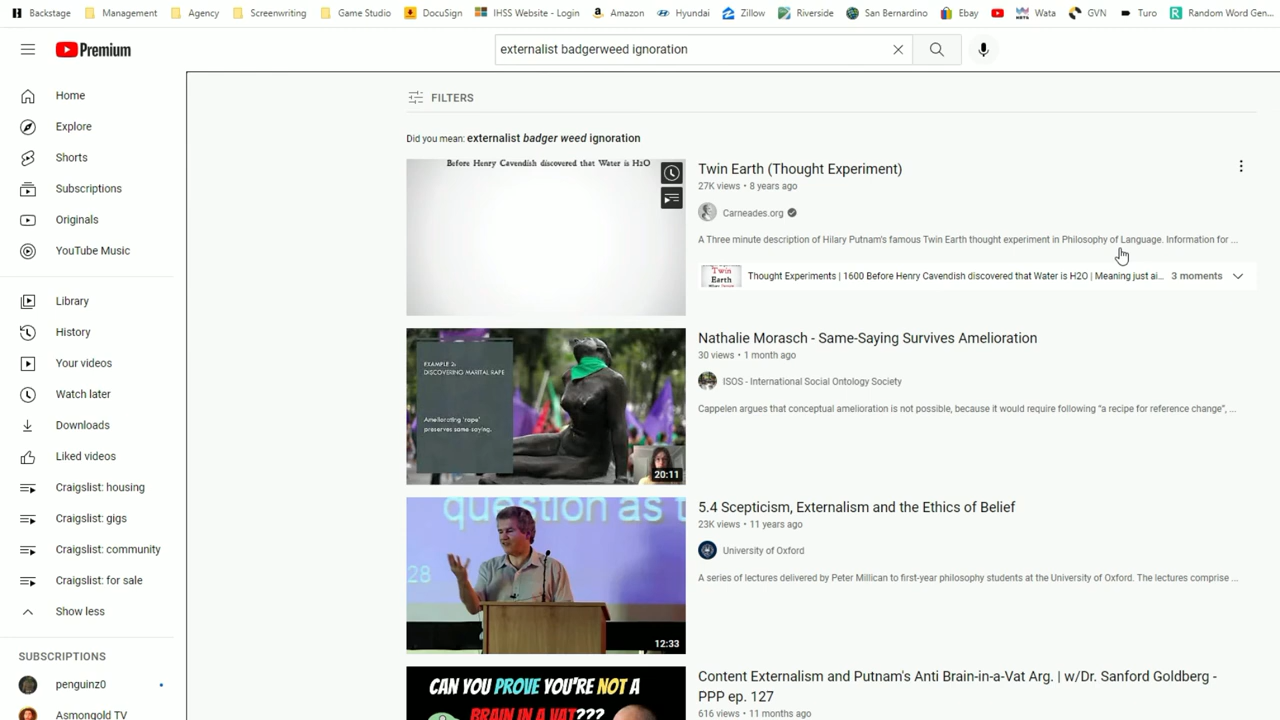 Backstage Management Agency Screenwriting Game Studio DocuSign IHSS Website - Login Amazon Hyundai Zillow Riverside San Bernardino Ebay Wata GVN Turo Random Word Gen...
Premium
externalist badgerweed ignoration
Home
Explore
Shorts
Subscriptions
Originals
YouTube Music
Library
History
Your videos
Watch later
Downloads
Liked videos
Craigslist: housing
Craigslist: gigs
Craigslist: community
Craigslist: for sale
Show less
SUBSCRIPTIONS
penguinz0
Asmongold TV
FILTERS
Did you mean: externalist badger weed ignoration
Before Henry Cavendish discovered that Water is H2O
Twin Earth (Thought Experiment)
27K views • 8 years ago
Carneades.org
A Three minute description of Hilary Putnam's famous Twin Earth thought experiment in Philosophy of Language. Information for ...
Twin
Earth
Thought Experiments | 1600 Before Henry Cavendish discovered that Water is H2O | Meaning just ai... 3 moments
EXAMPLE 2:
DISCOVERING MARITAL RAPE
Ameliorating 'rape'
preserves same saying.
20:11
Nathalie Morasch - Same-Saying Survives Amelioration
30 views • 1 month ago
ISOS - International Social Ontology Society
Cappelen argues that conceptual amelioration is not possible, because it would require following "a recipe for reference change", ...
question as t
28
12:33
5.4 Scepticism, Externalism and the Ethics of Belief
23K views • 11 years ago
University of Oxford
A series of lectures delivered by Peter Millican to first-year philosophy students at the University of Oxford. The lectures comprise ...
CAN YOU PROVE YOU'RE NOT A
BRAIN IN A VAT???
Content Externalism and Putnam's Anti Brain-in-a-Vat Arg. | w/Dr. Sanford Goldberg -
PPP ep. 127
616 views • 11 months ago